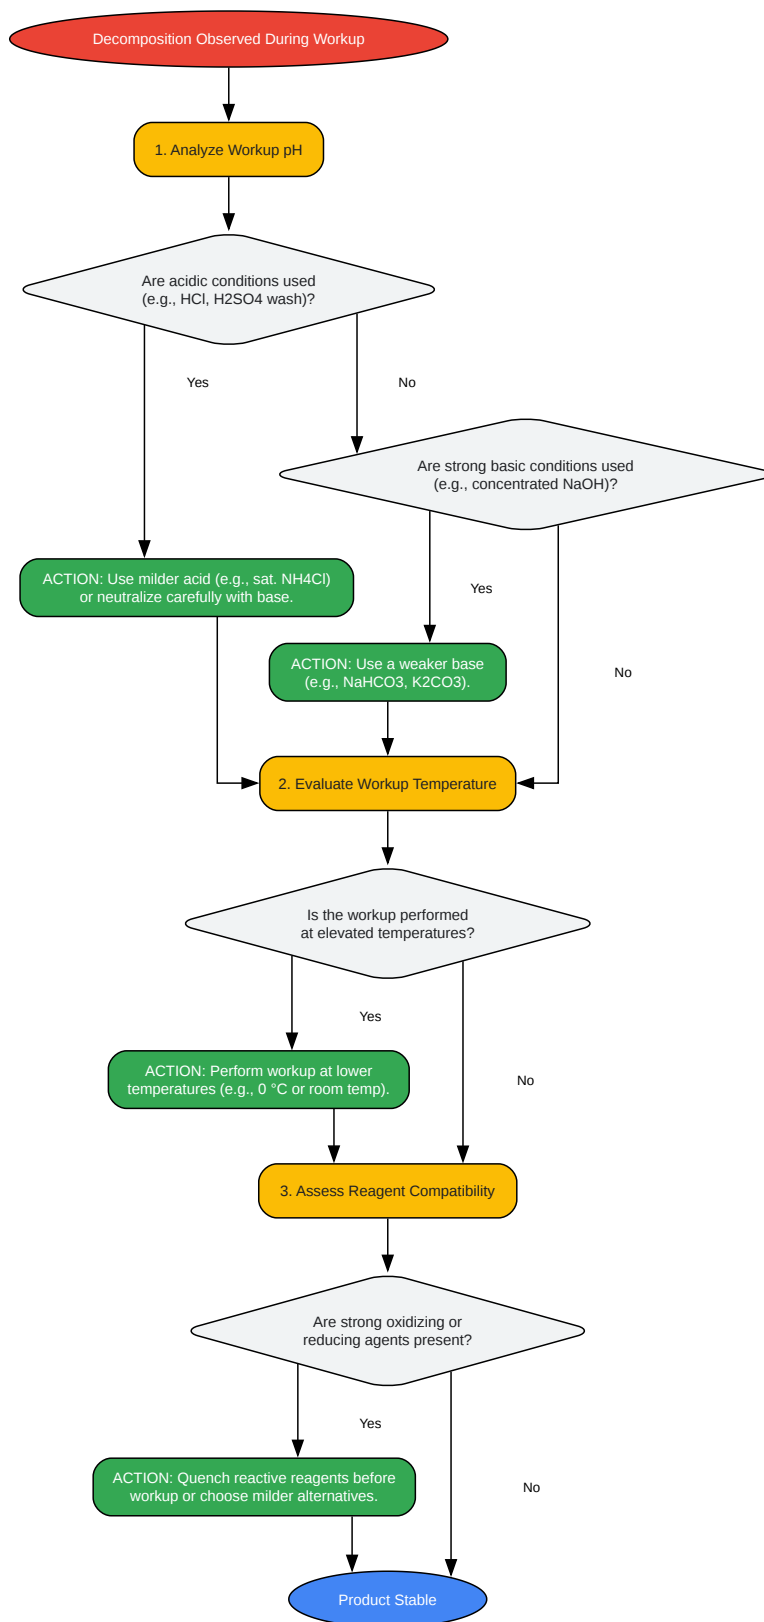 Decomposition Observed During Workup
1. Analyze Workup pH
Are acidic conditions used
(e.g., HCl, H2SO4 wash)?
Yes
No
Are strong basic conditions used
(e.g., concentrated NaOH)?
ACTION: Use milder acid (e.g., sat. NH4Cl)
or neutralize carefully with base.
Yes
ACTION: Use a weaker base
(e.g., NaHCO3, K2CO3).
No
2. Evaluate Workup Temperature
Is the workup performed
at elevated temperatures?
Yes
ACTION: Perform workup at lower
temperatures (e.g., 0 °C or room temp).
No
3. Assess Reagent Compatibility
Are strong oxidizing or
reducing agents present?
Yes
ACTION: Quench reactive reagents before
workup or choose milder alternatives.
No
Product Stable